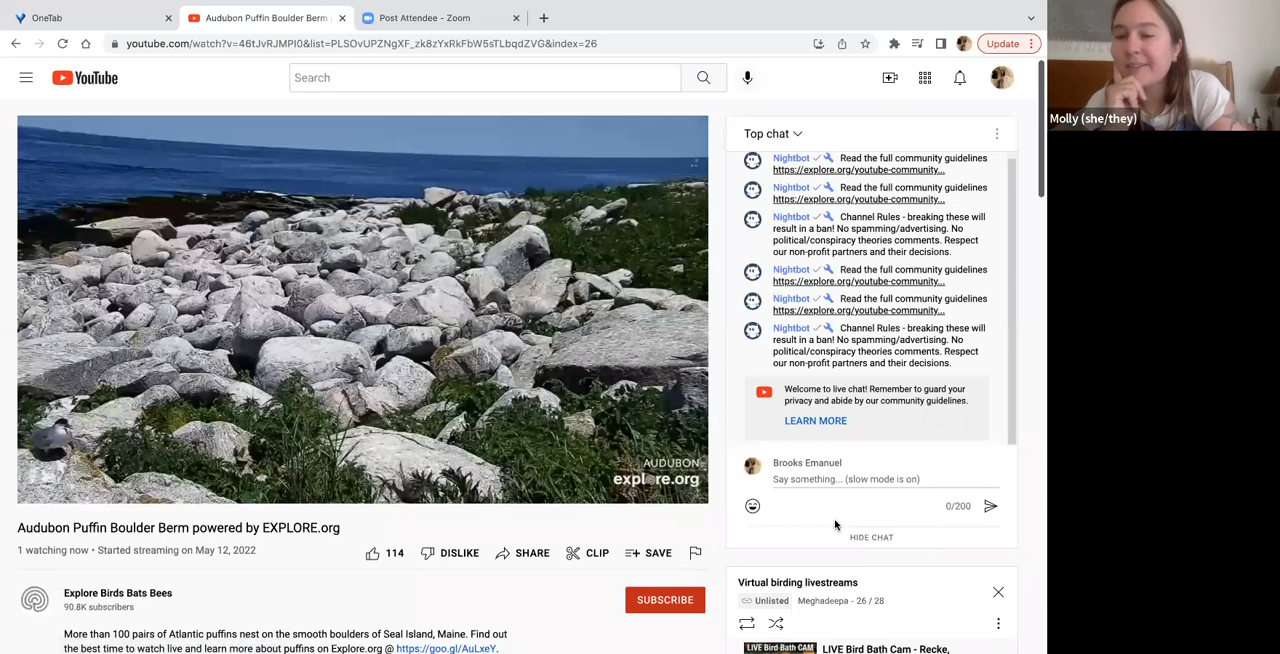 OneTab
Audubon Puffin Boulder Berm
Post Attendee - Zoom
youtube.com/watch?v=46tJvRJMPI0&list=PLSOvUPZNgXF_zk8zYxRkFbW5sTLbqdZVG&index=26
Update
YouTube
Search
Molly (she/they)
Top chat
Nightbot Read the full community guidelines
https://explore.org/youtube-community...
Nightbot Read the full community guidelines
https://explore.org/youtube-community...
Nightbot Channel Rules - breaking these will
result in a ban! No spamming/advertising. No
political/conspiracy theories comments. Respect
our non-profit partners and their decisions.
Nightbot Read the full community guidelines
https://explore.org/youtube-community...
Nightbot Read the full community guidelines
https://explore.org/youtube-community...
Nightbot Channel Rules - breaking these will
result in a ban! No spamming/advertising. No
political/conspiracy theories comments. Respect
our non-profit partners and their decisions.
Welcome to live chat! Remember to guard your
privacy and abide by our community guidelines.
LEARN MORE
Brooks Emanuel
Say something... (slow mode is on)
0/200
HIDE CHAT
AUDUBON
explore.org
Audubon Puffin Boulder Berm powered by EXPLORE.org
1 watching now • Started streaming on May 12, 2022
114
DISLIKE
SHARE
CLIP
SAVE
Explore Birds Bats Bees
90.8K subscribers
SUBSCRIBE
More than 100 pairs of Atlantic puffins nest on the smooth boulders of Seal Island, Maine. Find out
the best time to watch live and learn more about puffins on Explore.org @ https://goo.gl/AuLxeY.
Virtual birding livestreams
Unlisted Meghadeepa - 26 / 28
LIVE Bird Bath CAM
LIVE Bird Bath Cam - Recke,